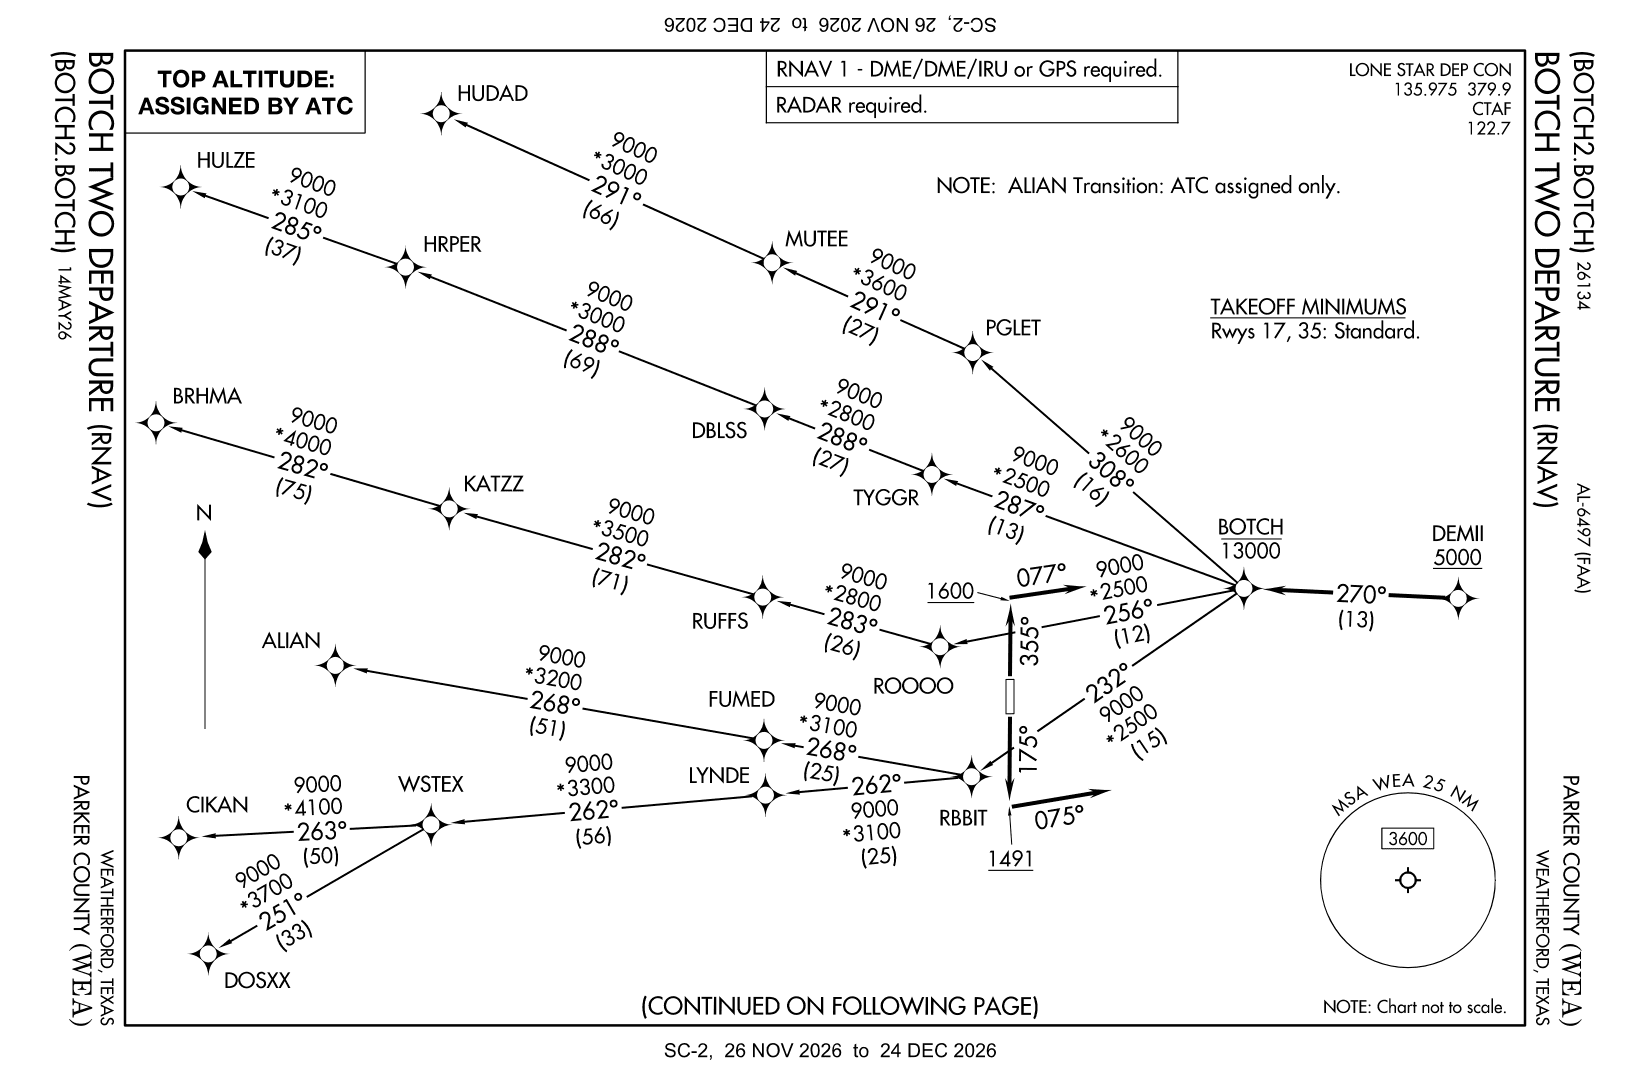 SC-2, 26 NOV 2026 to 24 DEC 2026
(BOTCH2.BOTCH) 14MAY26
BOTCH TWO DEPARTURE (RNAV)
WEATHERFORD, TEXAS
PARKER COUNTY (WEA)
BOTCH TWO DEPARTURE (RNAV)
(BOTCH2.BOTCH) 26134
AL-6497 (FAA)
PARKER COUNTY (WEA)
WEATHERFORD, TEXAS
TOP ALTITUDE:
ASSIGNED BY ATC
RNAV 1 - DME/DME/IRU or GPS required.
RADAR required.
LONE STAR DEP CON
135.975 379.9
CTAF
122.7
NOTE: ALIAN Transition: ATC assigned only.
TAKEOFF MINIMUMS
Rwys 17, 35: Standard.
HUDAD
9000
*3000
291°
(66)
MUTEE
9000
*3600
291°
(27)
PGLET
9000
*2600
308°
(16)
HULZE
9000
*3100
285°
(37)
HRPER
9000
*3000
288°
(69)
DBLSS
9000
*2800
288°
(27)
TYGGR
9000
*2500
287°
(13)
BOTCH
13000
DEMII
5000
270°
(13)
BRHMA
9000
*4000
282°
(75)
KATZZ
9000
*3500
282°
(71)
RUFFS
9000
*2800
283°
(26)
ROOOO
9000
*2500
256°
(12)
1600
077°
355°
N
ALIAN
9000
*3200
268°
(51)
FUMED
9000
*3100
268°
(25)
232°
9000
*2500
(15)
175°
RBBIT
075°
1491
CIKAN
9000
*4100
263°
(50)
WSTEX
9000
*3300
262°
(56)
LYNDE
262°
9000
*3100
(25)
9000
*3700
251°
(33)
DOSXX
MSA WEA 25 NM
3600
(CONTINUED ON FOLLOWING PAGE)
NOTE: Chart not to scale.
SC-2, 26 NOV 2026 to 24 DEC 2026